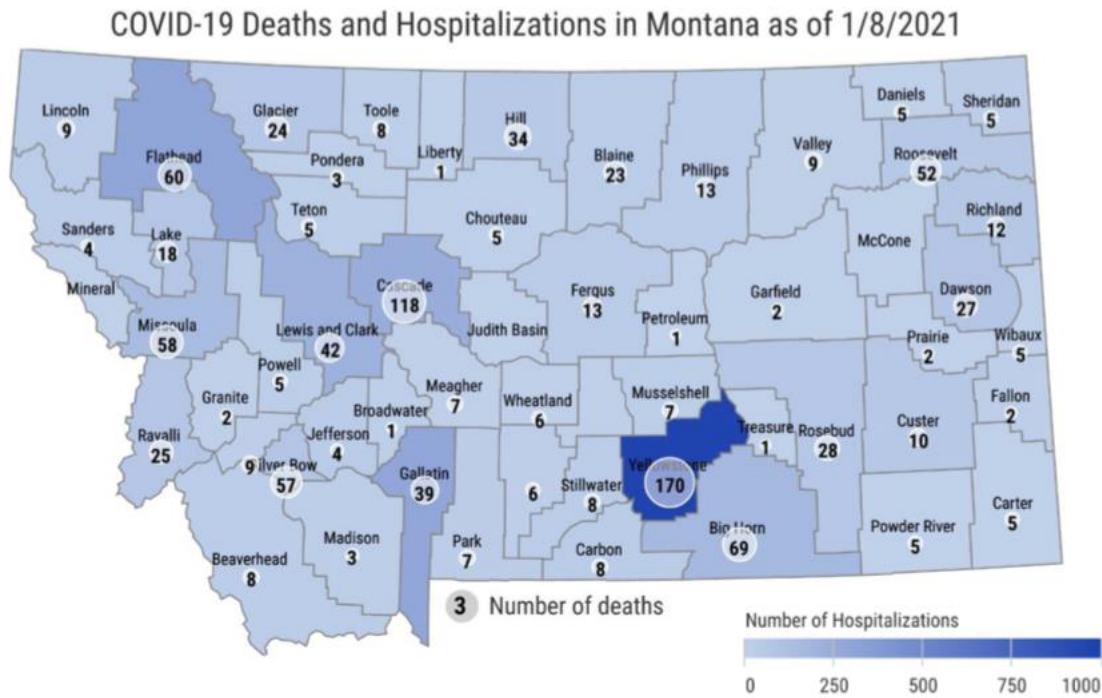 COVID-19 Deaths and Hospitalizations in Montana as of 1/8/2021
Lincoln
9
Flathead
60
Glacier
24
Toole
8
Pondera
3
Liberty
1
Hill
34
Blaine
23
Phillips
13
Valley
9
Daniels
5
Sheridan
5
Roosevelt
52
Richland
12
Sanders
4
Lake
18
Teton
5
Chouteau
5
McCone
Mineral
Missoula
58
Lewis and Clark
42
Cascade
118
Judith Basin
Fergus
13
Petroleum
1
Garfield
2
Dawson
27
Prairie
2
Wibaux
5
Powell
5
Granite
2
Ravalli
25
Broadwater
1
Meagher
7
Wheatland
6
Musselshell
7
Treasure
1
Rosebud
28
Custer
10
Fallon
2
Jefferson
4
9
Silver Bow
57
Gallatin
39
6
Stillwater
8
Yellowstone
170
Big Horn
69
Powder River
5
Carter
5
Beaverhead
8
Madison
3
Park
7
Carbon
8
3 Number of deaths
Number of Hospitalizations
0 250 500 750 1000